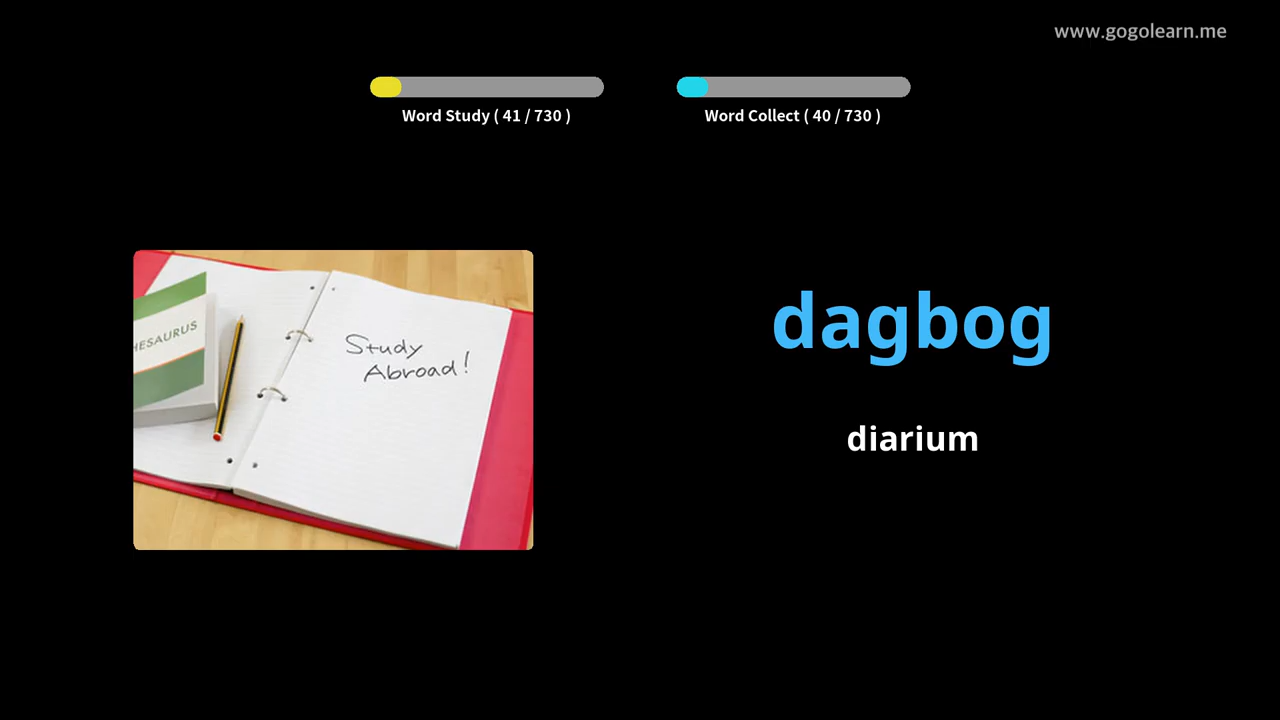 www.gogolearn.me
Word Study ( 41 / 730 )
Word Collect ( 40 / 730 )
HESAURUS
Study
Abroad!
dagbog
diarium